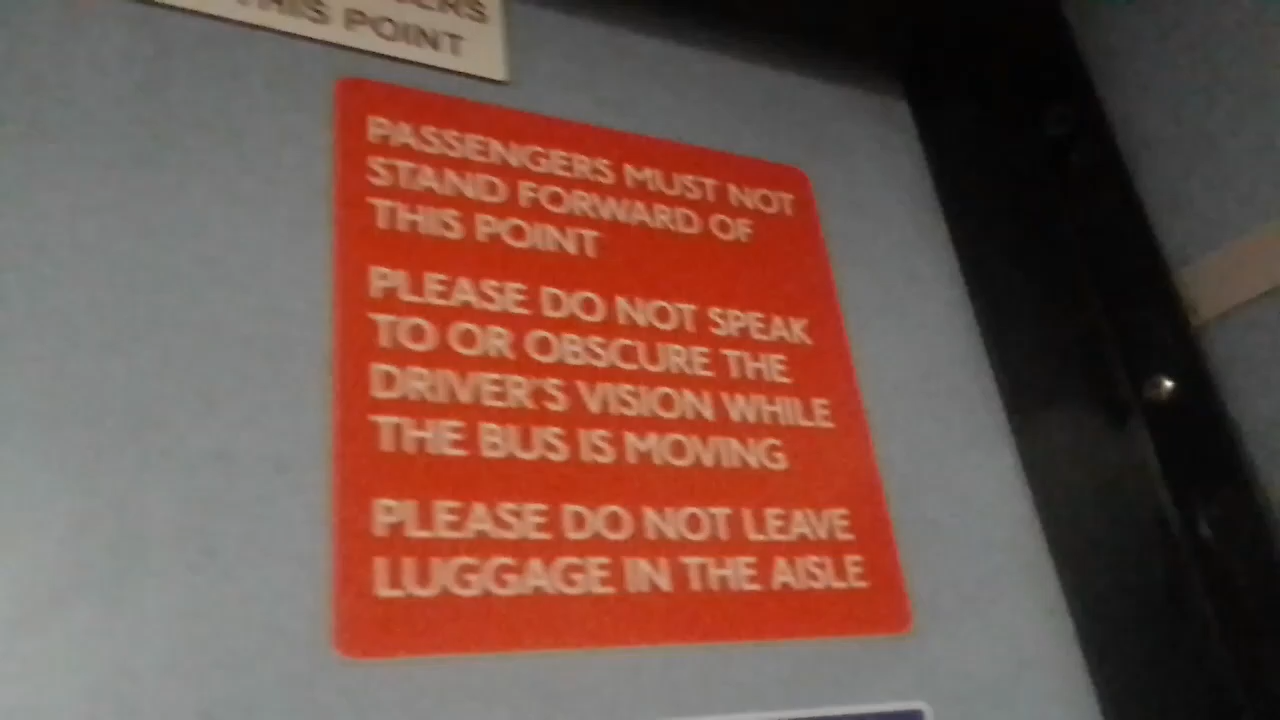 THIS POINT
PASSENGERS MUST NOT
STAND FORWARD OF
THIS POINT
PLEASE DO NOT SPEAK
TO OR OBSCURE THE
DRIVER'S VISION WHILE
THE BUS IS MOVING
PLEASE DO NOT LEAVE
LUGGAGE IN THE AISLE